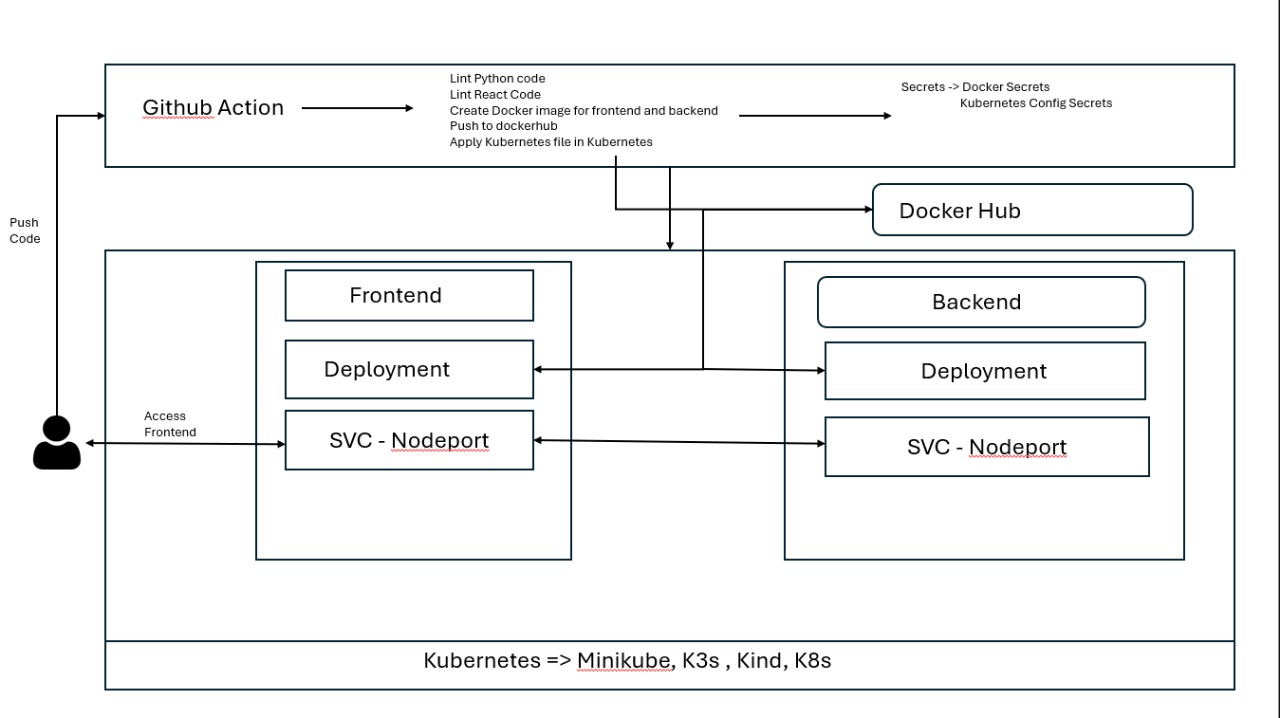 Github Action
Lint Python code
Lint React Code
Create Docker image for frontend and backend
Push to dockerhub
Apply Kubernetes file in Kubernetes
Secrets -> Docker Secrets
Kubernetes Config Secrets
Push
Code
Docker Hub
Frontend
Backend
Deployment
Deployment
Access
Frontend
SVC - Nodeport
SVC - Nodeport
Kubernetes => Minikube, K3s , Kind, K8s